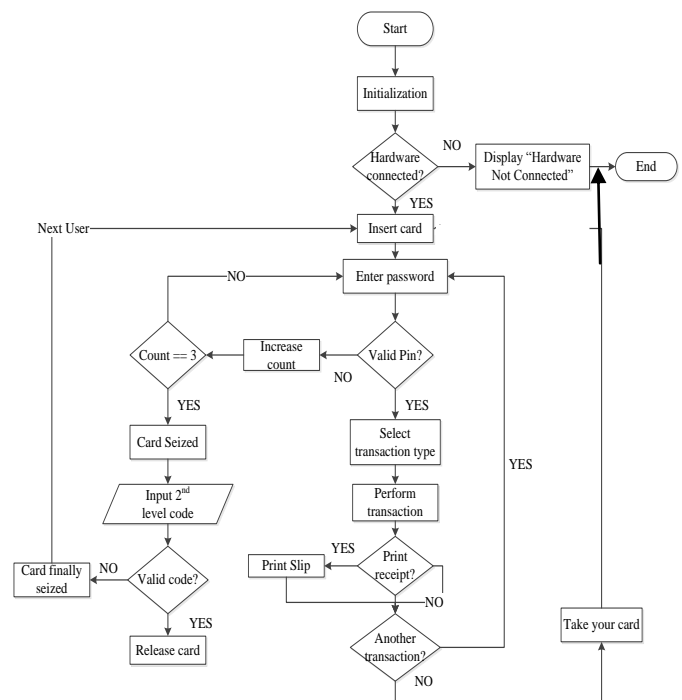 Start
Initialization
Hardware
connected?
NO
Display “Hardware
Not Connected”
End
YES
Next User
Insert card
NO
Enter password
Count == 3
Increase
count
Valid Pin?
NO
YES
YES
Card Seized
Select
transaction type
YES
Input 2nd
level code
Perform
transaction
Print Slip
YES
Print
receipt?
Card finally
seized
NO
Valid code?
NO
Take your card
YES
Another
transaction?
Release card
NO